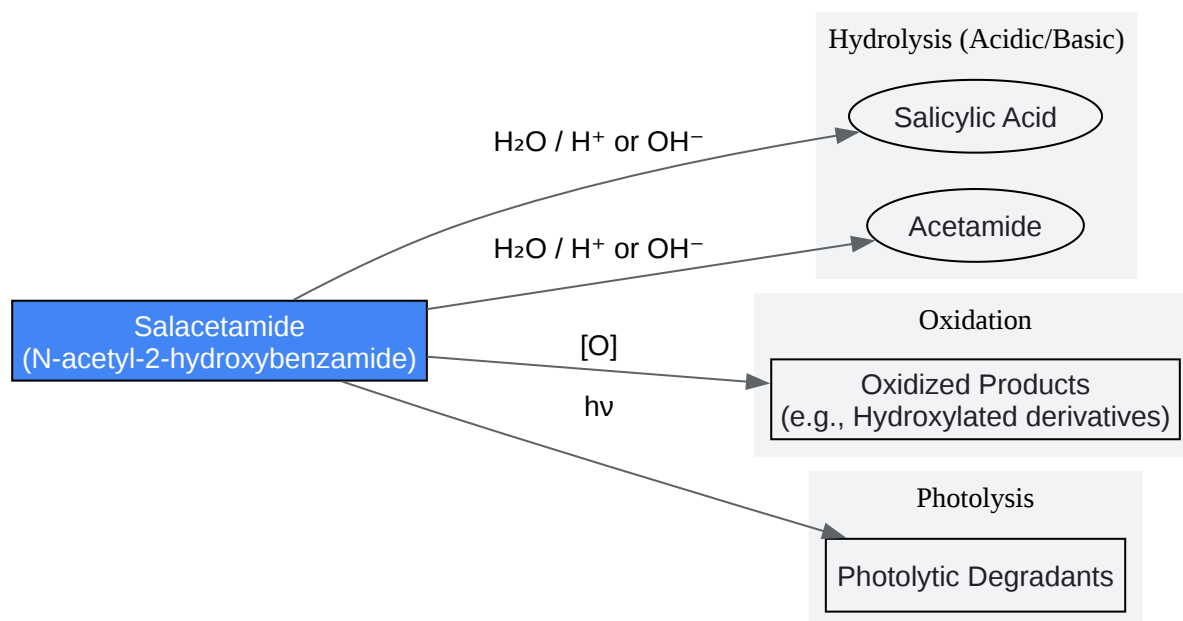 Hydrolysis (Acidic/Basic)
Salicylic Acid
H₂O / H⁺ or OH⁻
Acetamide
H₂O / H⁺ or OH⁻
Salacetamide
(N-acetyl-2-hydroxybenzamide)
Oxidation
[O]
Oxidized Products
(e.g., Hydroxylated derivatives)
hν
Photolysis
Photolytic Degradants